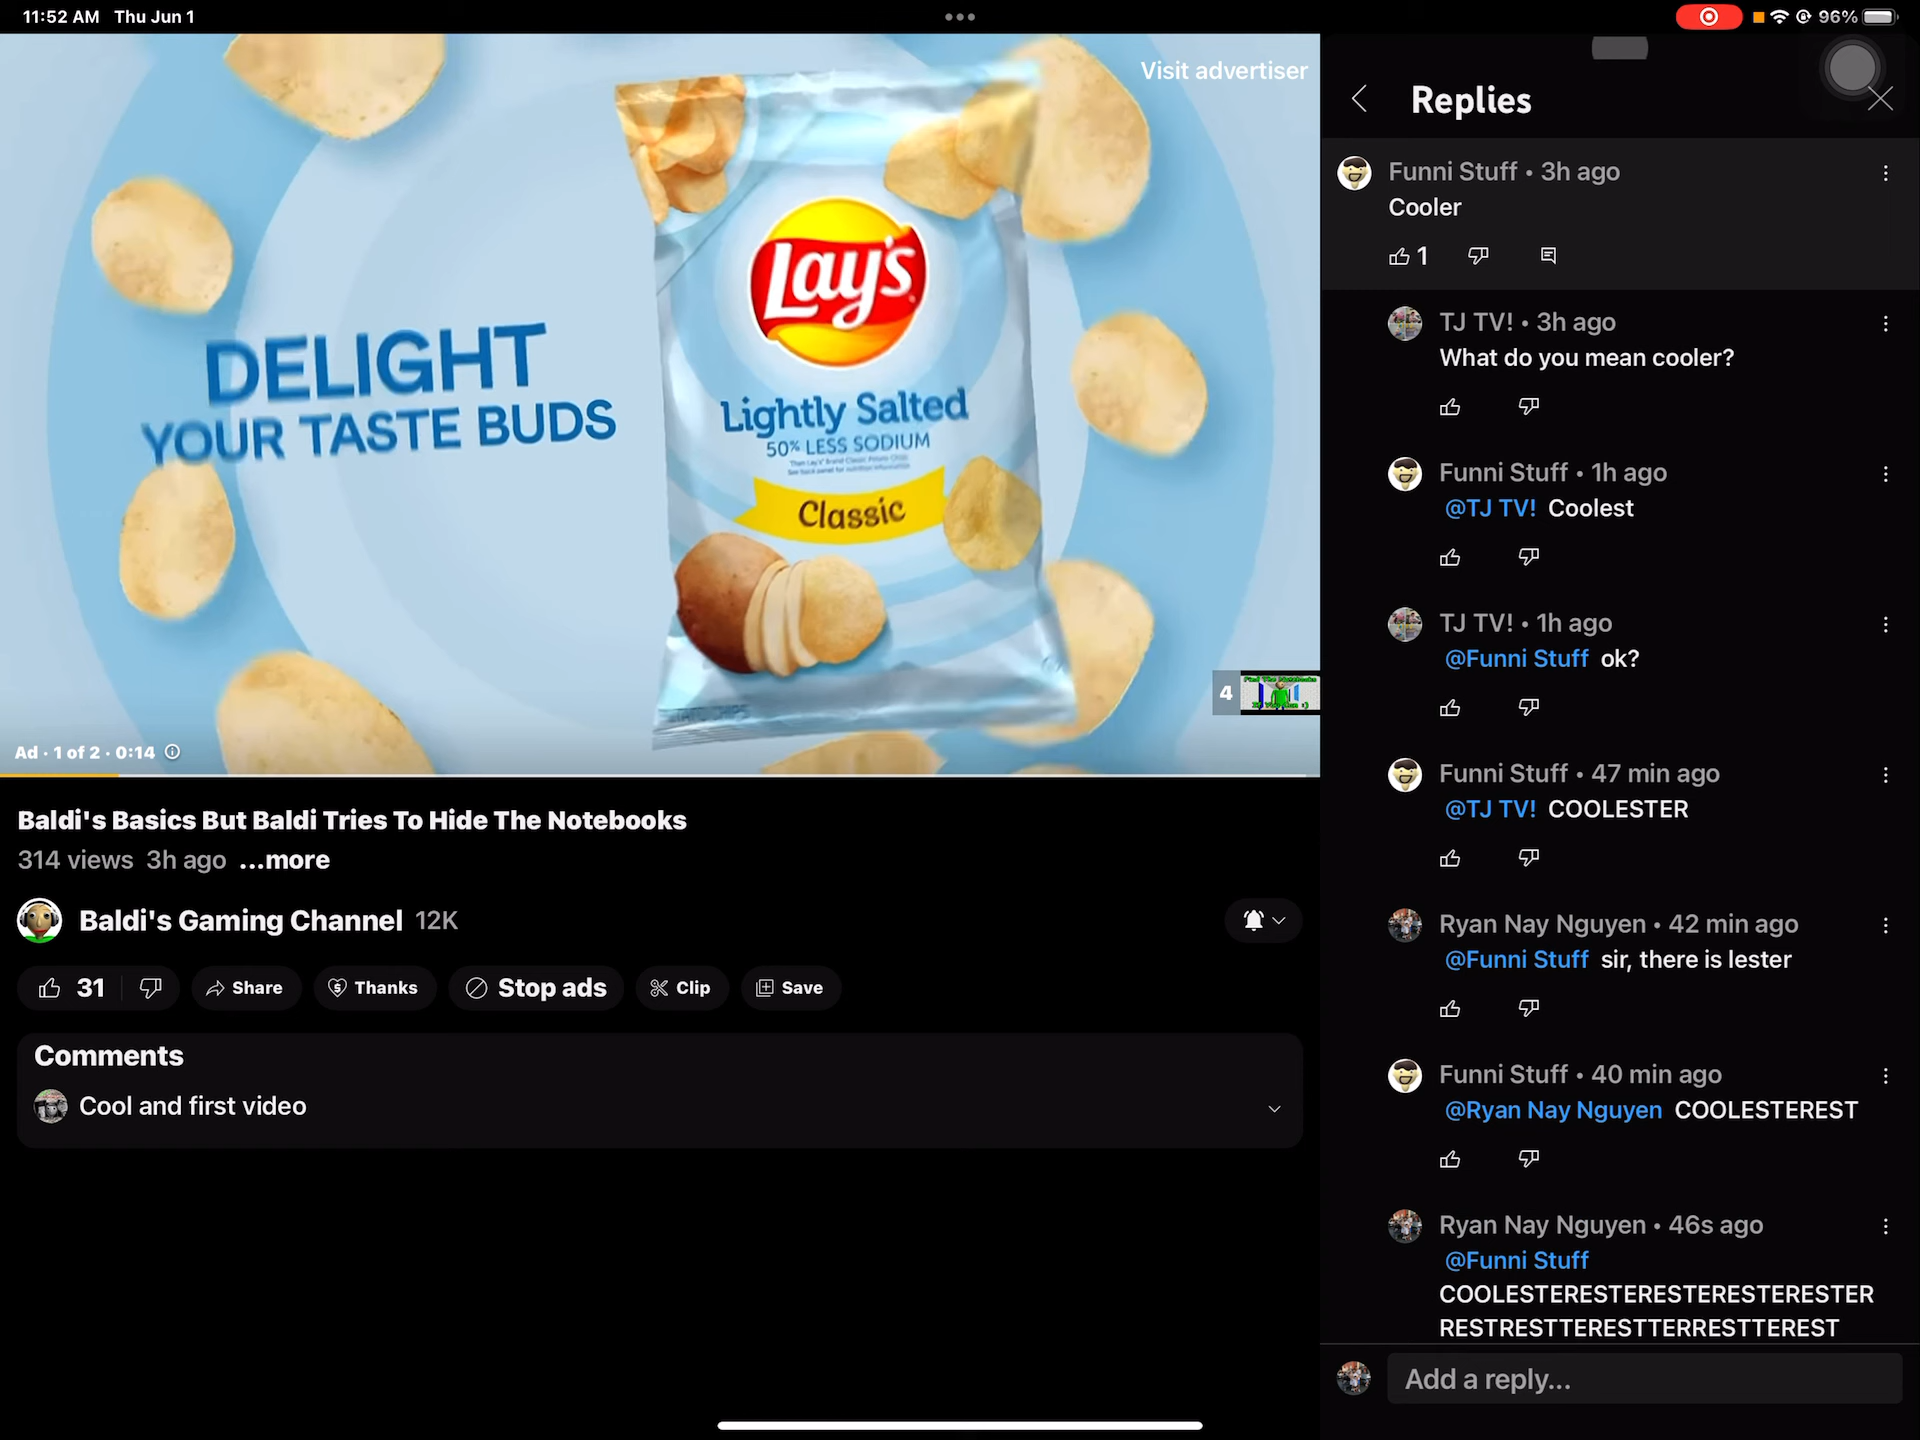 11:52 AM Thu Jun 1
96%
Visit advertiser
Lay's
DELIGHT
YOUR TASTE BUDS
Lightly Salted
50% LESS SODIUM
Classic
4
Ad · 1 of 2 · 0:14
Baldi's Basics But Baldi Tries To Hide The Notebooks
314 views 3h ago ...more
Baldi's Gaming Channel 12K
31
Share
Thanks
Stop ads
Clip
Save
Comments
Cool and first video
Replies
Funni Stuff • 3h ago
Cooler
1
TJ TV! • 3h ago
What do you mean cooler?
Funni Stuff • 1h ago
@TJ TV! Coolest
TJ TV! • 1h ago
@Funni Stuff ok?
Funni Stuff • 47 min ago
@TJ TV! COOLESTER
Ryan Nay Nguyen • 42 min ago
@Funni Stuff sir, there is lester
Funni Stuff • 40 min ago
@Ryan Nay Nguyen COOLESTEREST
Ryan Nay Nguyen • 46s ago
@Funni Stuff
COOLESTERESTERESTERESTERESTER
RESTRESTTERESTTERRESTTEREST
Add a reply...